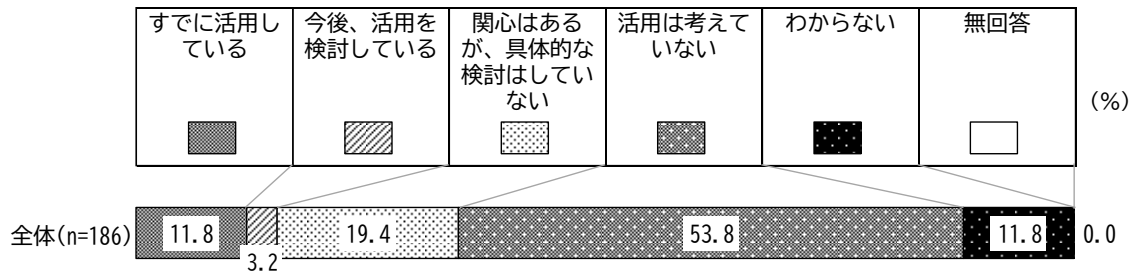 すでに活用し
ている
今後、活用を
検討している
関心はある
が、具体的な
検討はしてい
ない
活用は考えて
いない
わからない
無回答
(%)
全体(n=186)
11.8
3.2
19.4
53.8
11.8
0.0